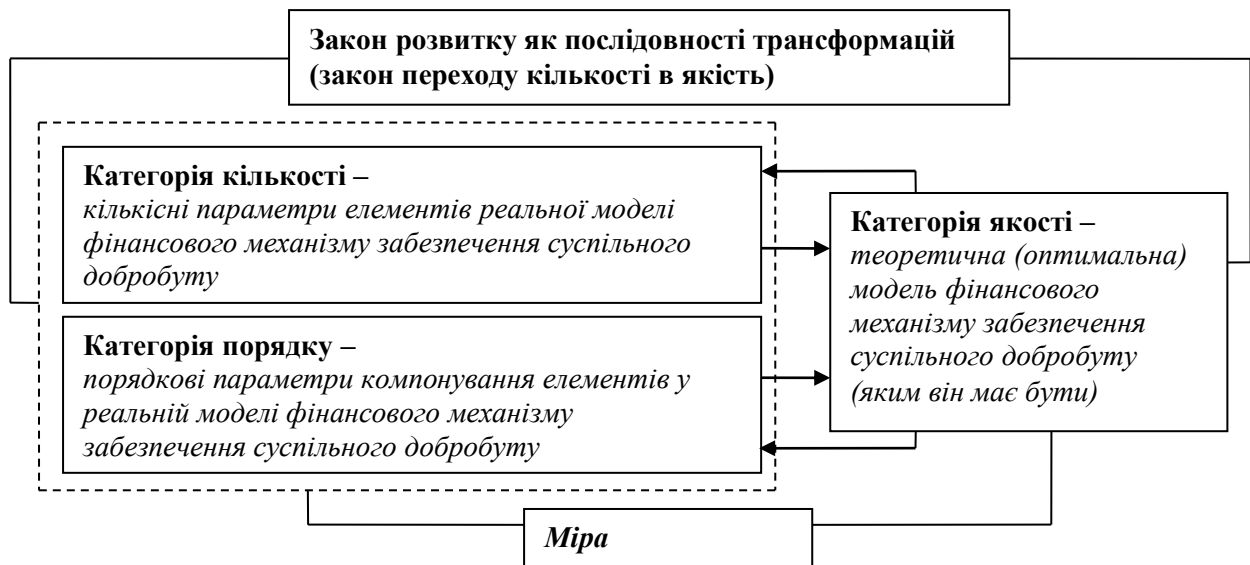 Закон розвитку як послідовності трансформацій
(закон переходу кількості в якість)
Категорія кількості –
кількісні параметри елементів реальної моделі
фінансового механізму забезпечення суспільного
добробуту
Категорія порядку –
порядкові параметри компонування елементів у
реальній моделі фінансового механізму
забезпечення суспільного добробуту
Категорія якості –
теоретична (оптимальна)
модель фінансового
механізму забезпечення
суспільного добробуту
(яким він має бути)
Міра